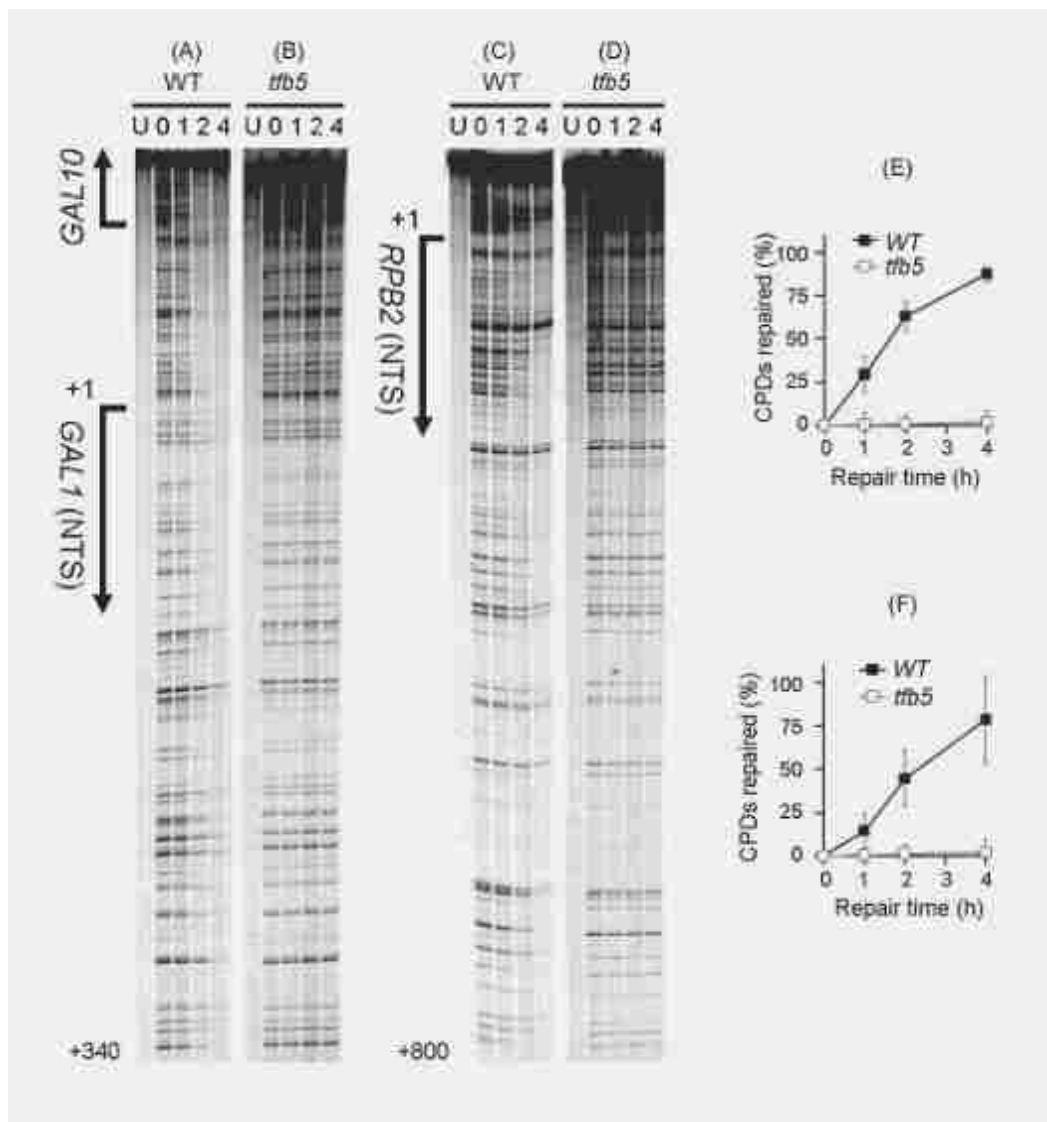 (A) (B) (C) (D)
WT tfb5 WT tfb5
U 0 1 2 4 U 0 1 2 4 U 0 1 2 4 U 0 1 2 4
GAL10
+1
GAL1 (NTS)
+340
+1
RPB2 (NTS)
+800
(E)
WT
tfb5
CPDs repaired (%)
100
75
50
25
0
0 1 2 3 4
Repair time (h)
(F)
WT
tfb5
CPDs repaired (%)
100
75
50
25
0
0 1 2 3 4
Repair time (h)